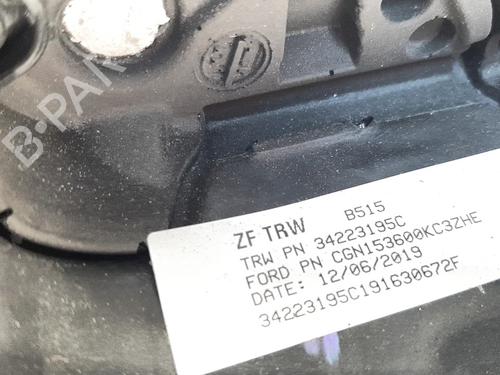 B-PAR
ZF TRW B515
TRW PN 34223195C
FORD PN CGN153600KC3ZHE
DATE: 12/06/2019
34223195C191630672F